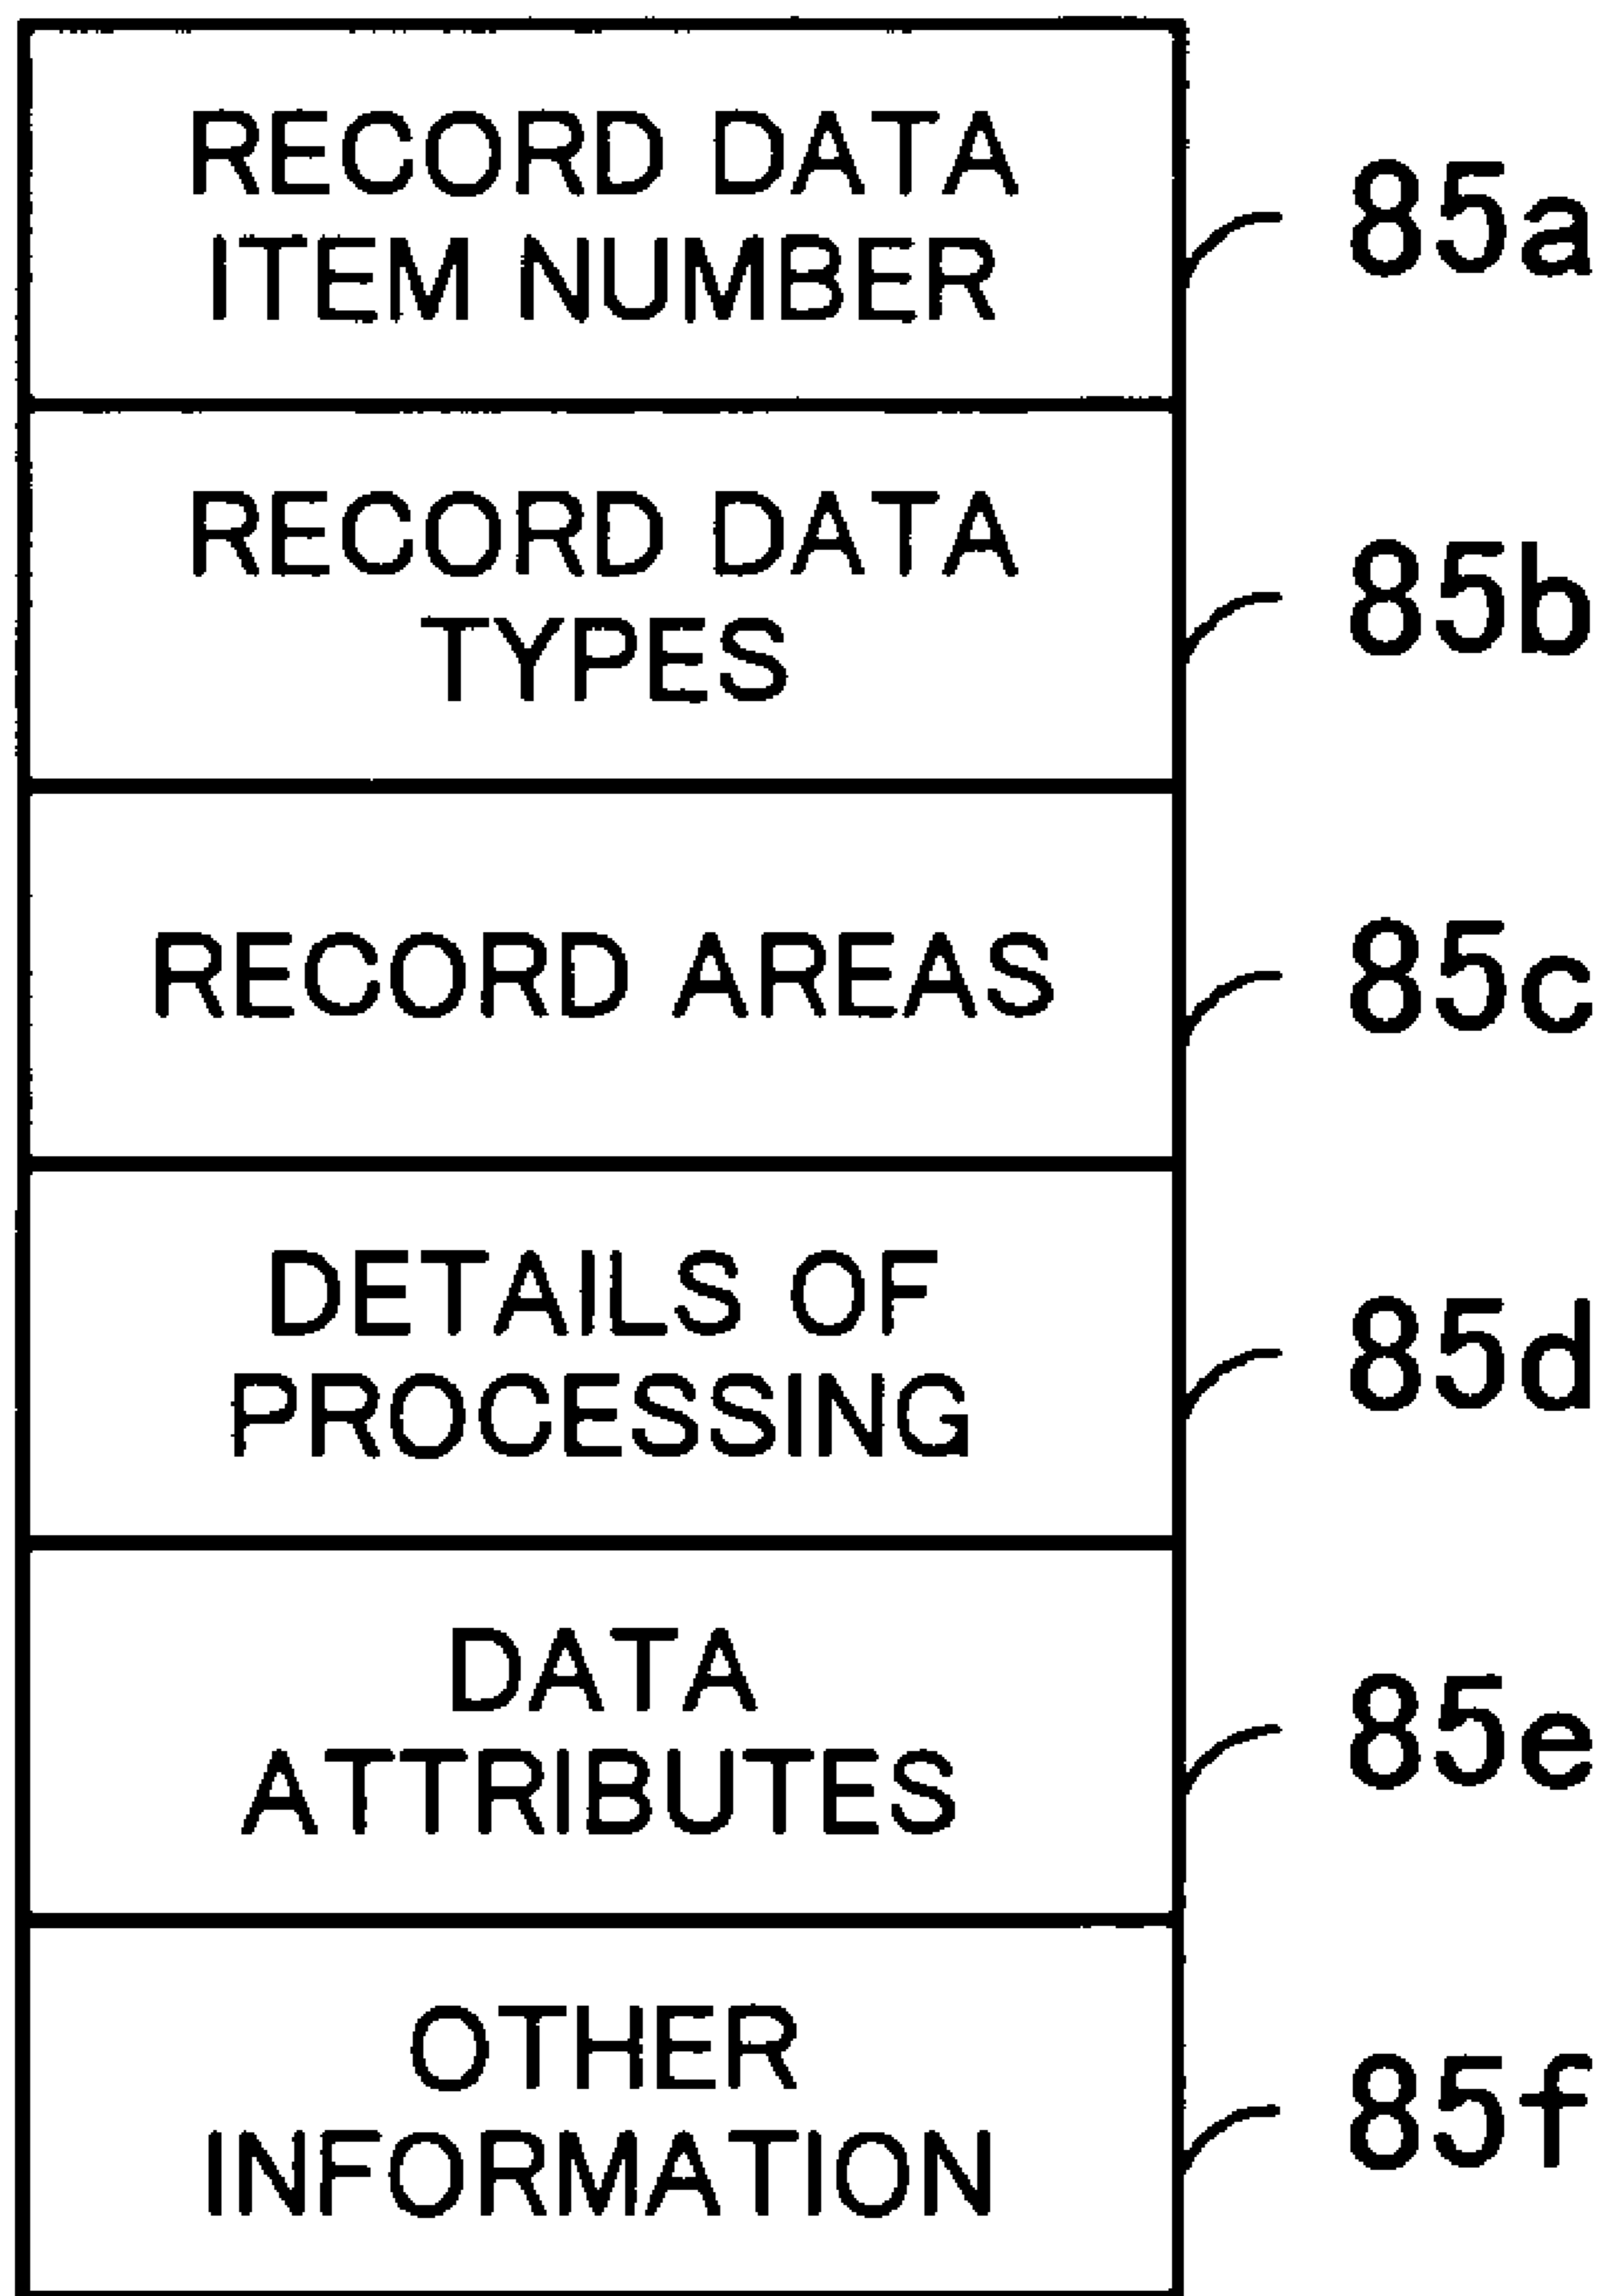 RECORD DATA
ITEM NUMBER
85a
RECORD DATA
TYPES
85b
RECORD AREAS
85c
DETAILS OF
PROCESSING
85d
DATA
ATTRIBUTES
85e
OTHER
INFORMATION
85f